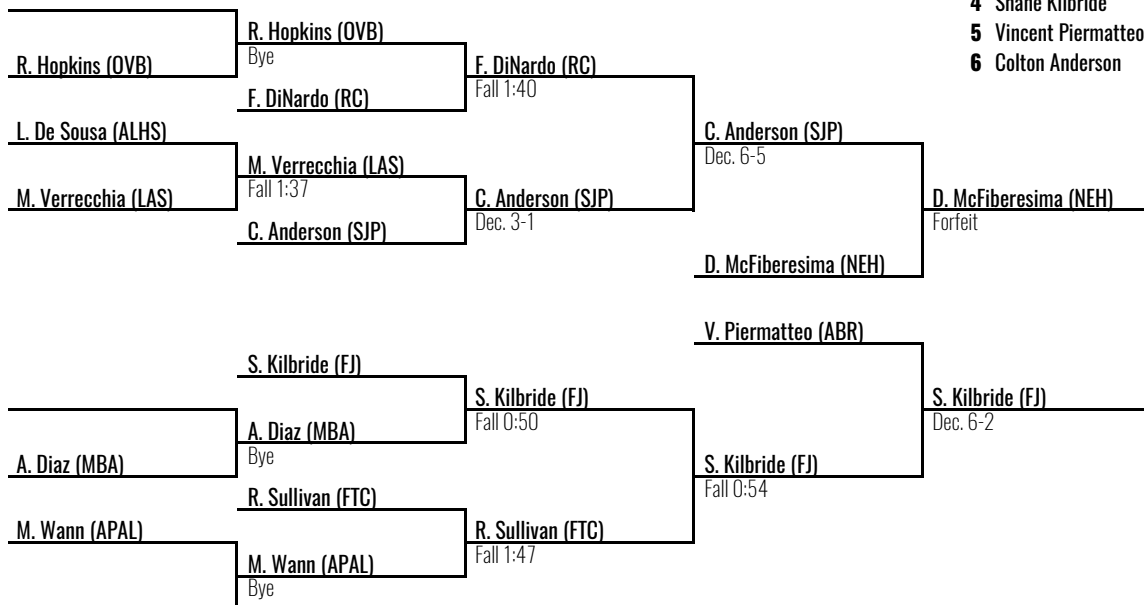 4 Shane Kilbride
5 Vincent Piermatteo
6 Colton Anderson
R. Hopkins (OVB)
Bye
R. Hopkins (OVB)
F. DiNardo (RC)
Fall 1:40
F. DiNardo (RC)
L. De Sousa (ALHS)
C. Anderson (SJP)
Dec. 6-5
M. Verrecchia (LAS)
Fall 1:37
M. Verrecchia (LAS)
C. Anderson (SJP)
Dec. 3-1
D. McFiberesima (NEH)
Forfeit
C. Anderson (SJP)
D. McFiberesima (NEH)
V. Piermatteo (ABR)
S. Kilbride (FJ)
S. Kilbride (FJ)
Fall 0:50
S. Kilbride (FJ)
Dec. 6-2
A. Diaz (MBA)
Bye
A. Diaz (MBA)
S. Kilbride (FJ)
Fall 0:54
R. Sullivan (FTC)
M. Wann (APAL)
R. Sullivan (FTC)
Fall 1:47
M. Wann (APAL)
Bye